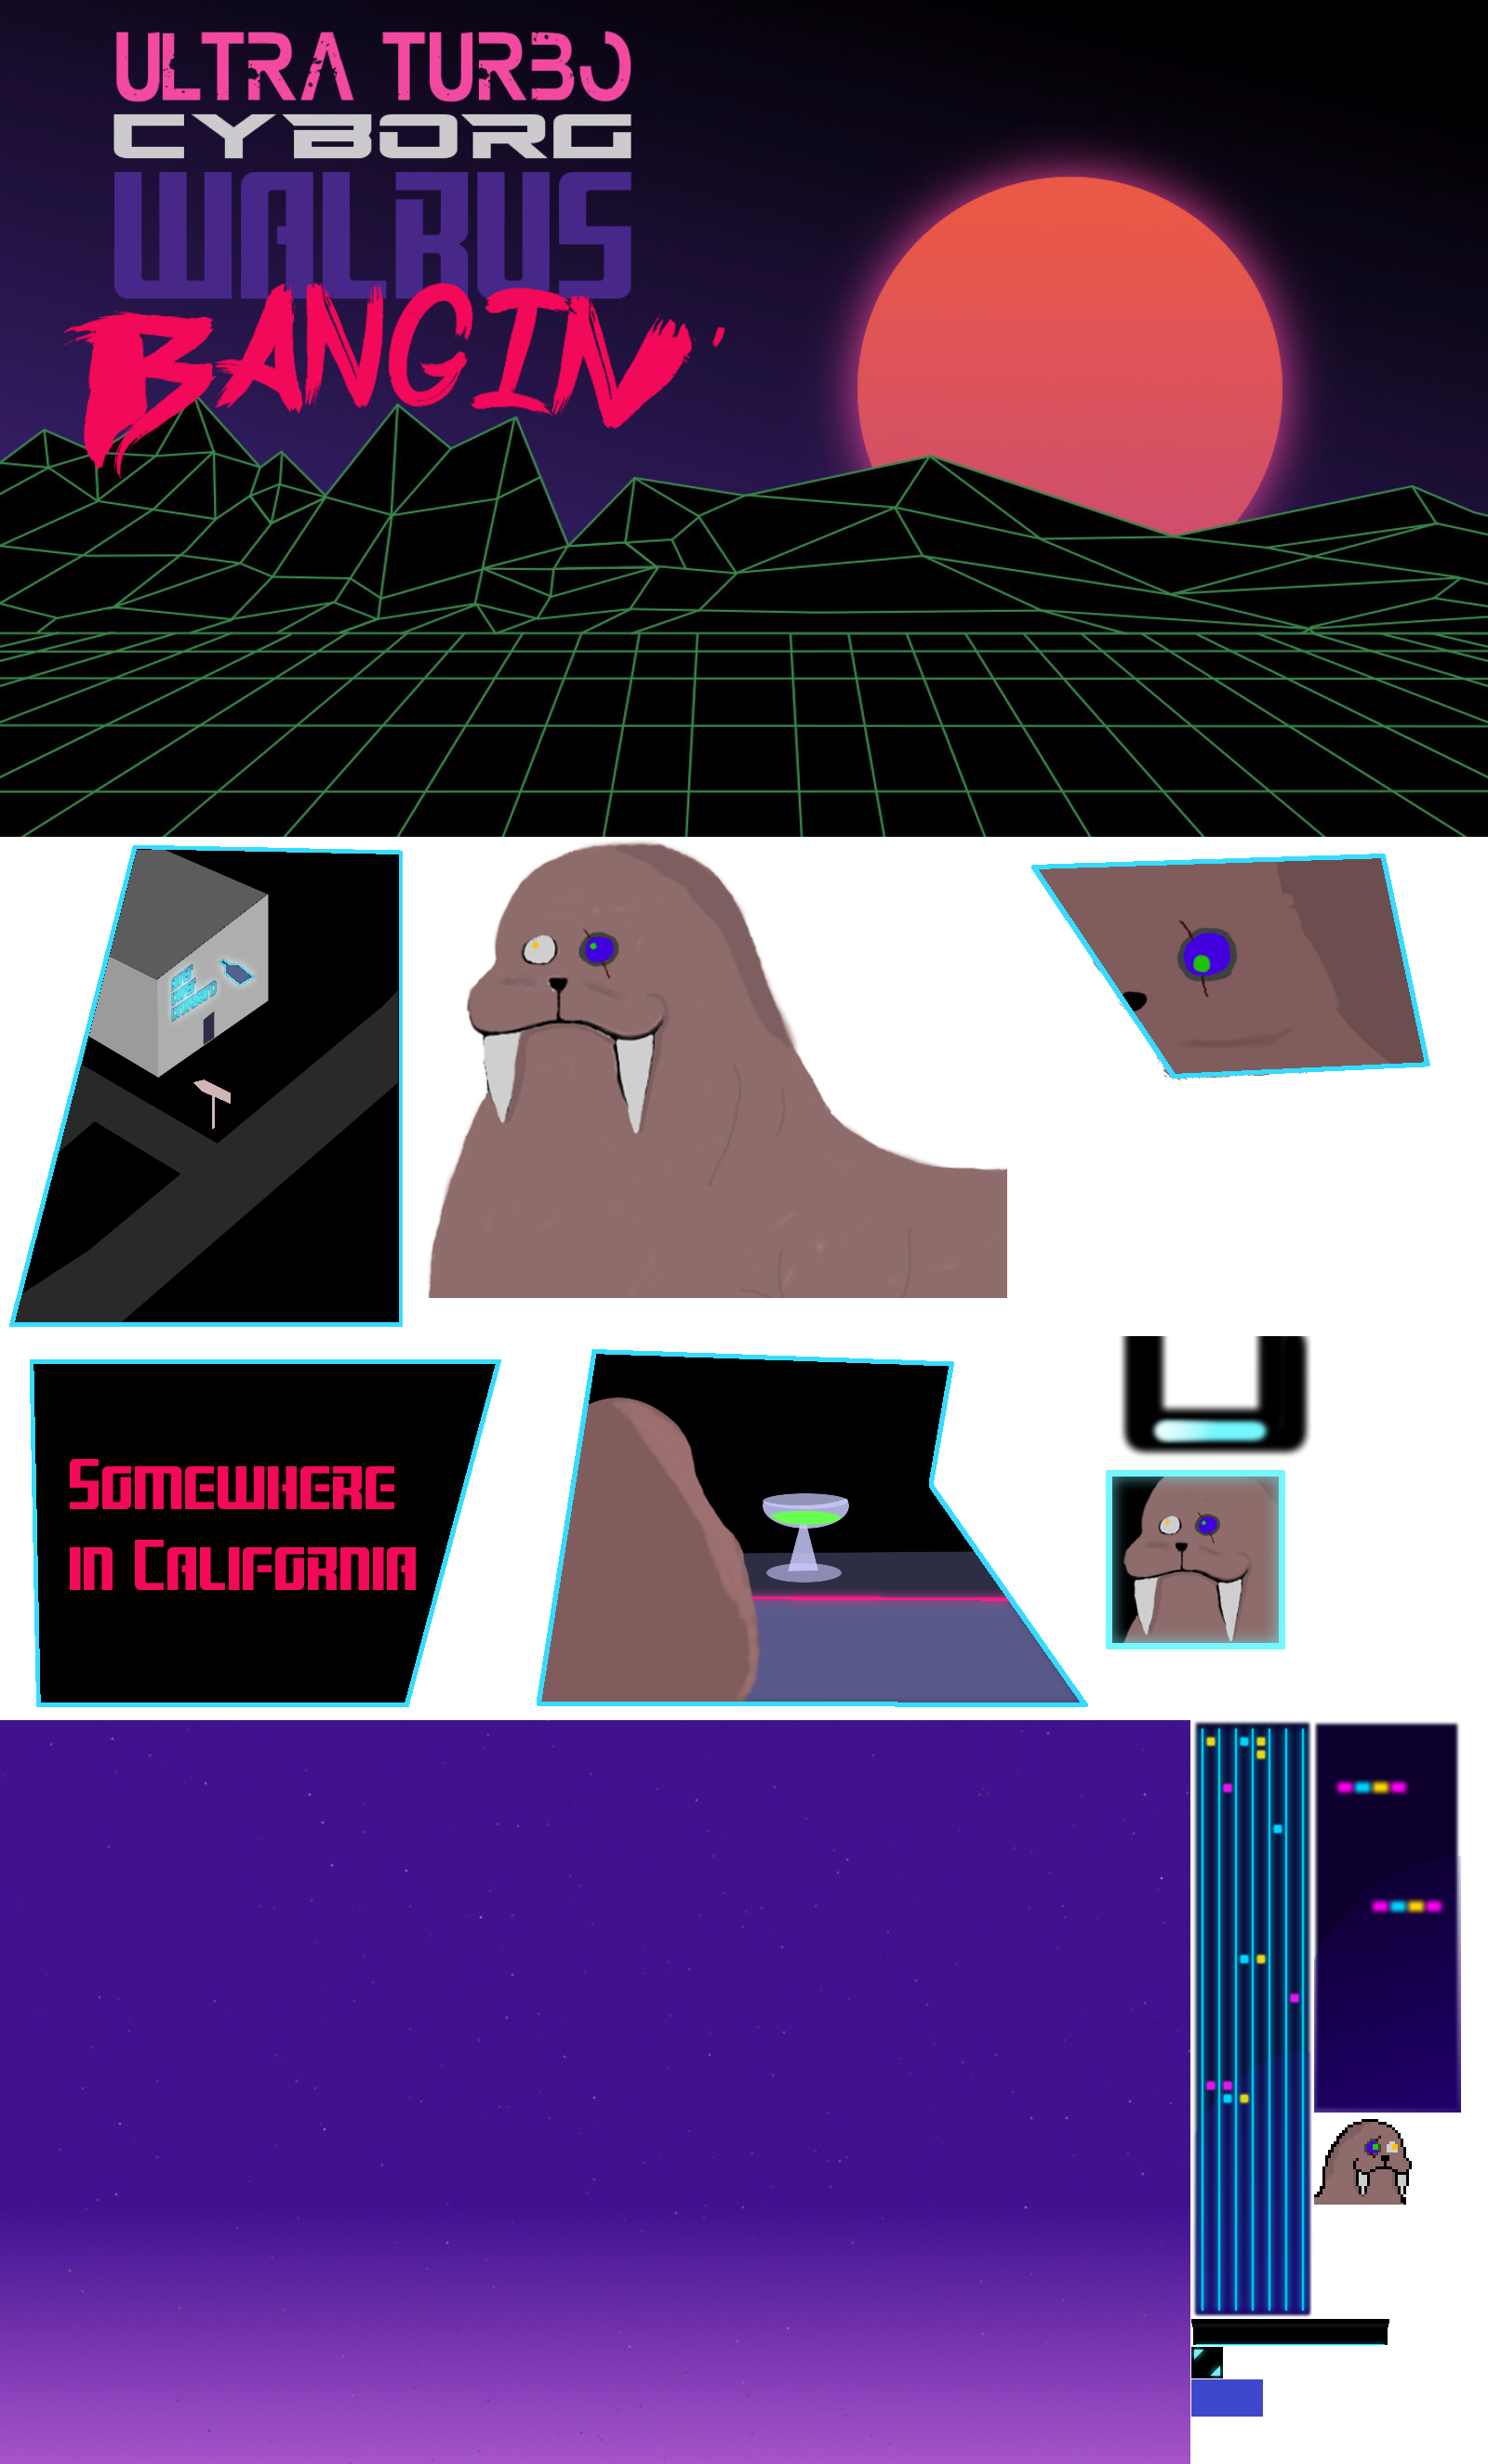 ULTRA TURBO
CYBORG
WALRUS
BANGIN'
SOMEWHERE
IN CALIFORNIA